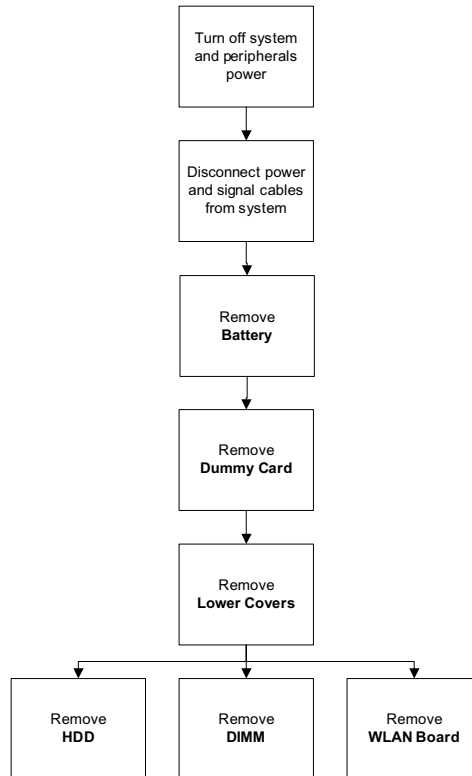 Turn off system
and peripherals
power
Disconnect power
and signal cables
from system
Remove
Battery
Remove
Dummy Card
Remove
Lower Covers
Remove
HDD
Remove
DIMM
Remove
WLAN Board